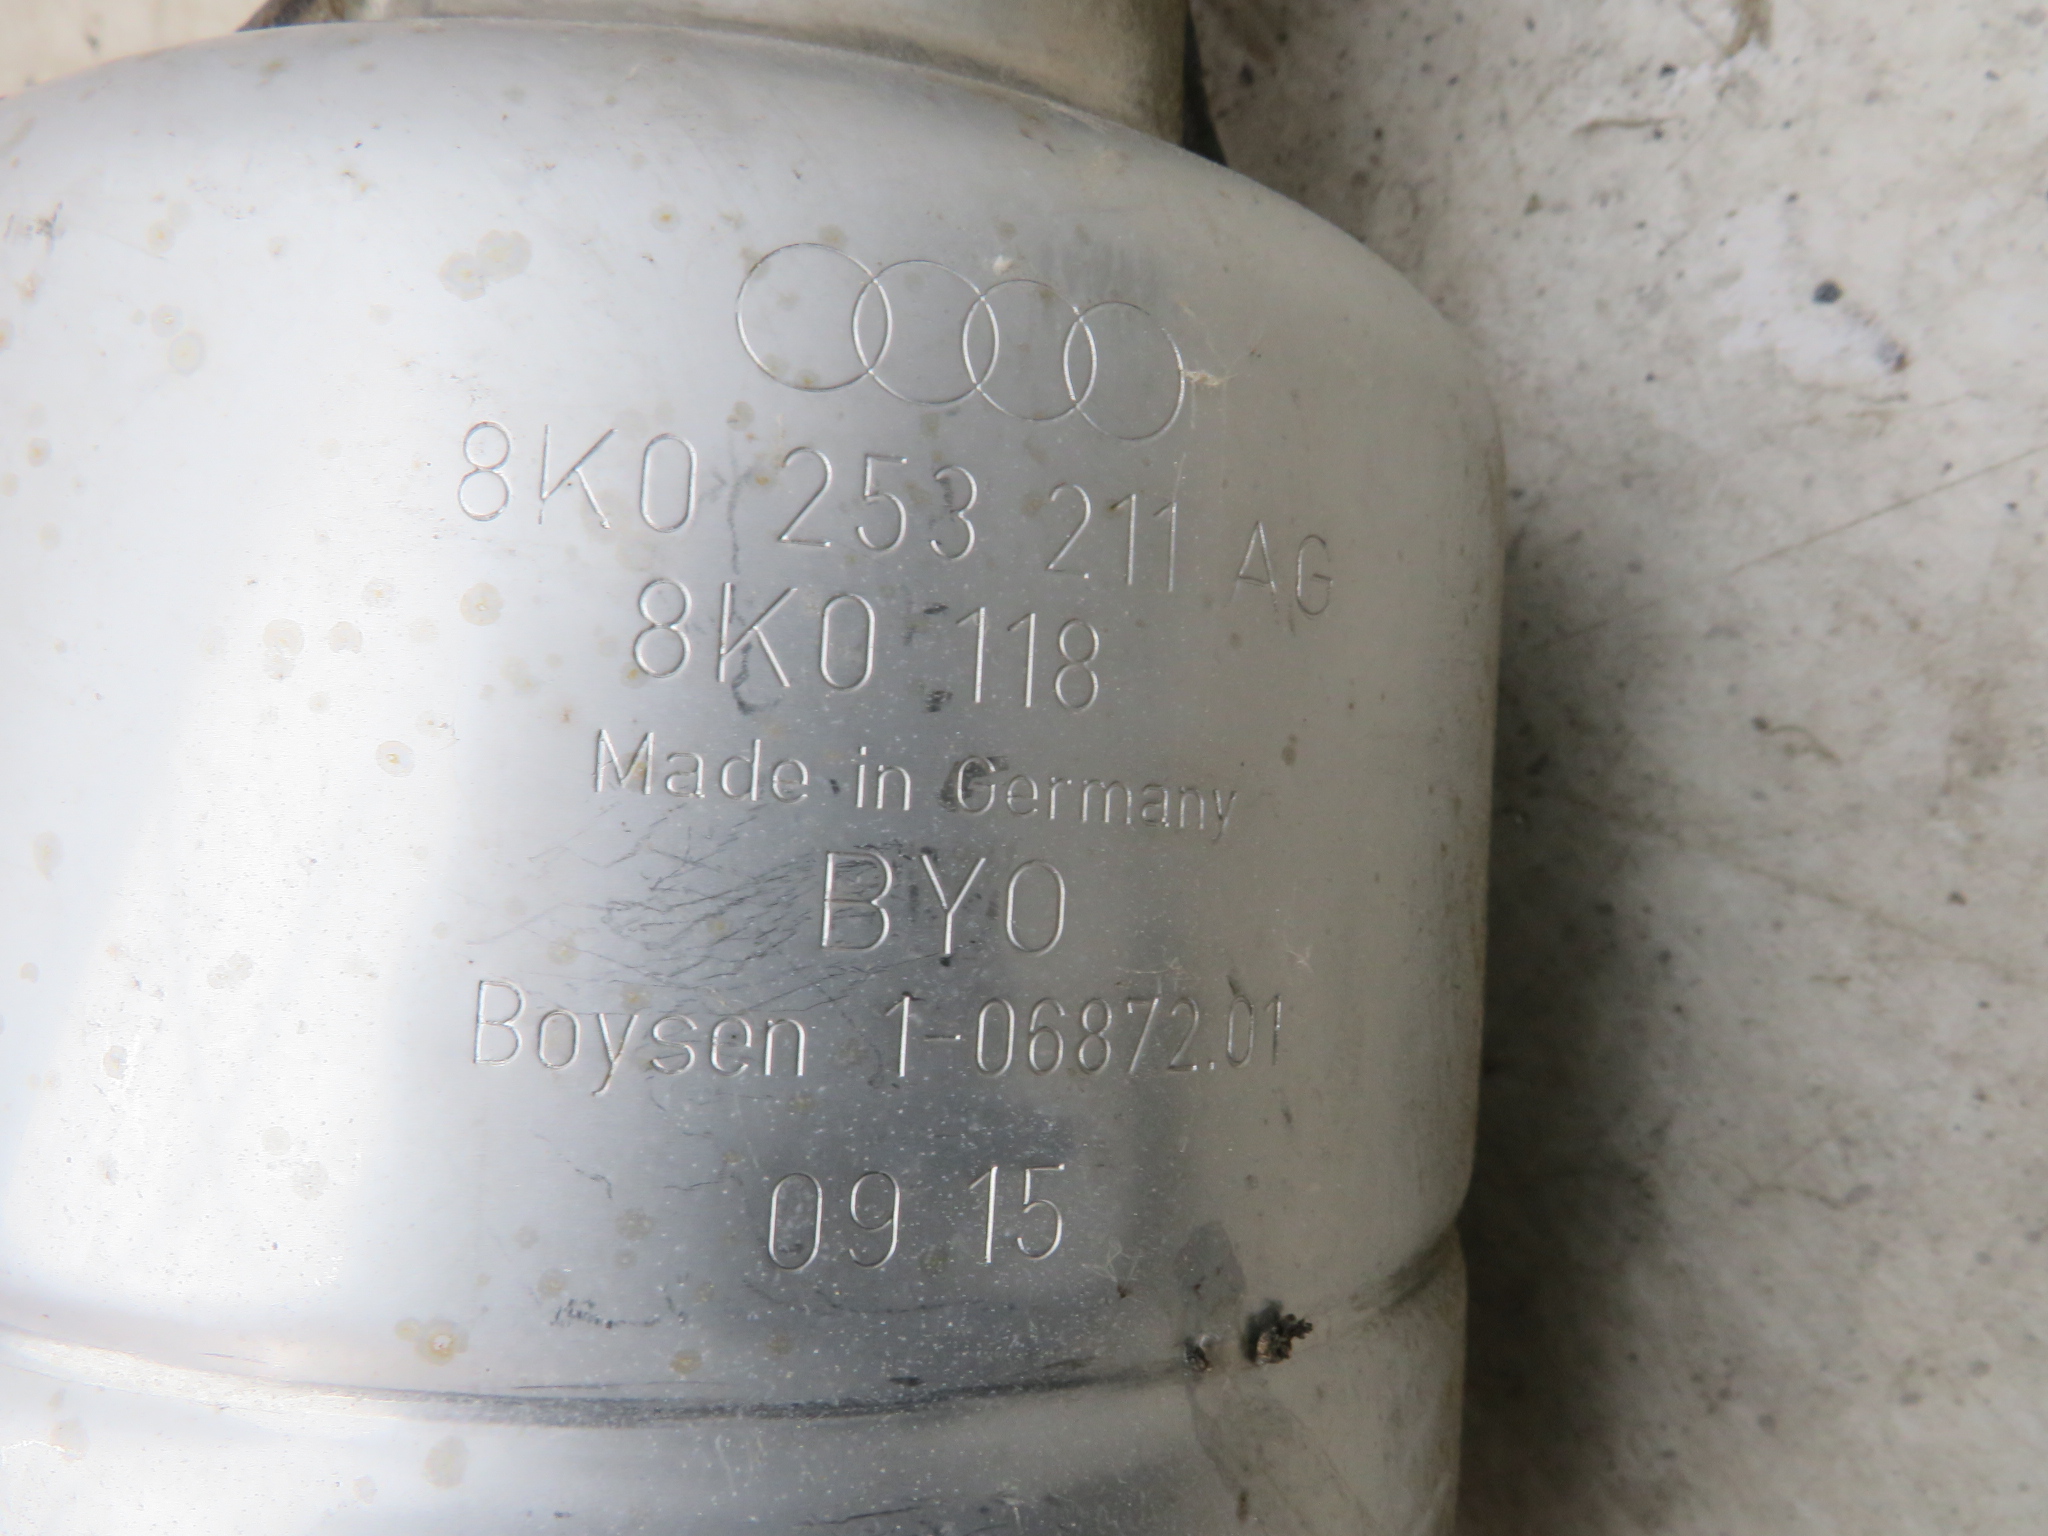 8K0 253 211 AG
8K0 118
Made in Germany
BYO
Boysen 1-06872.01
09 15